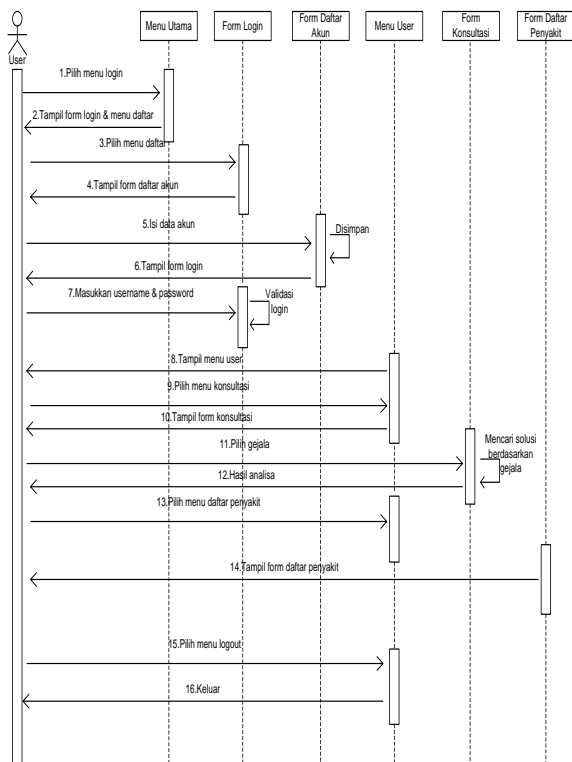 User
Menu Utama
Form Login
Form Daftar
Akun
Menu User
Form
Konsultasi
Form Daftar
Penyakit
1.Pilih menu login
2.Tampil form login & menu daftar
3.Pilih menu daftar
4.Tampil form daftar akun
5.Isi data akun
Disimpan
6.Tampil form login
7.Masukkan username & password
Validasi
login
8.Tampil menu user
9.Pilih menu konsultasi
10.Tampil form konsultasi
11.Pilih gejala
Mencari solusi
berdasarkan
gejala
12.Hasil analisa
13.Pilih menu daftar penyakit
14.Tampil form daftar penyakit
15.Pilih menu logout
16.Keluar